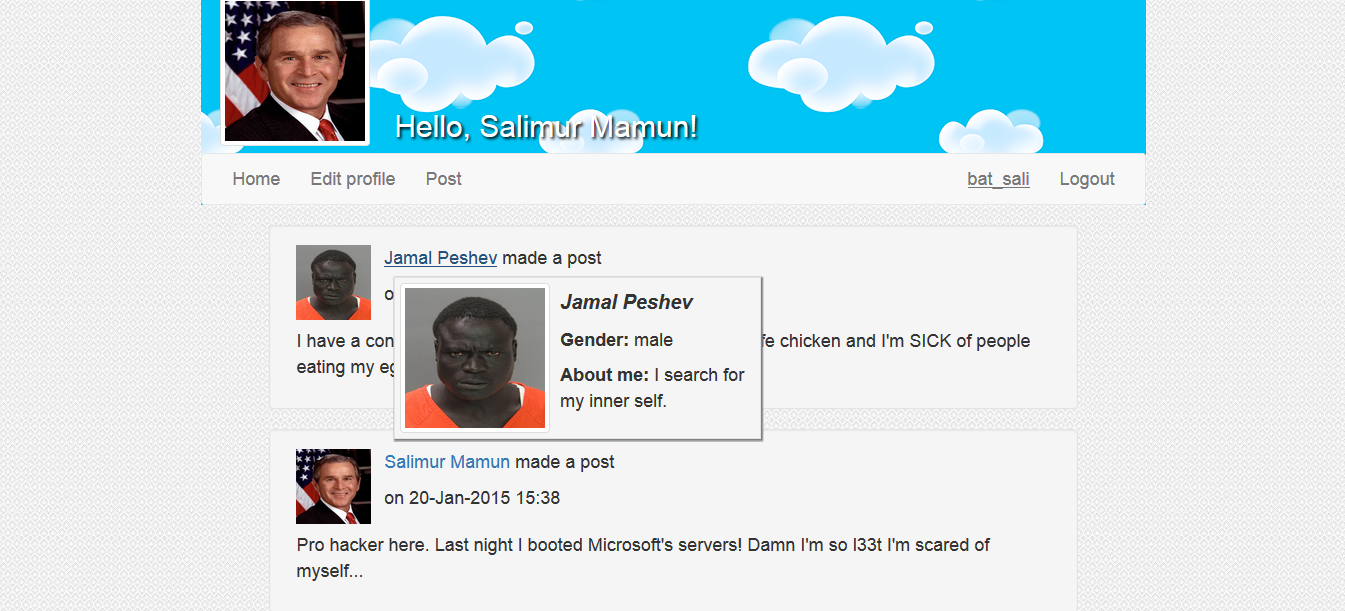 Hello, Salimur Mamun!
Home Edit profile Post bat_sali Logout
Jamal Peshev made a post
Jamal Peshev
Gender: male
About me: I search for
my inner self.
I have a fe chicken and I'm SICK of people
eating my
Salimur Mamun made a post
on 20-Jan-2015 15:38
Pro hacker here. Last night I booted Microsoft's servers! Damn I'm so l33t I'm scared of
myself...